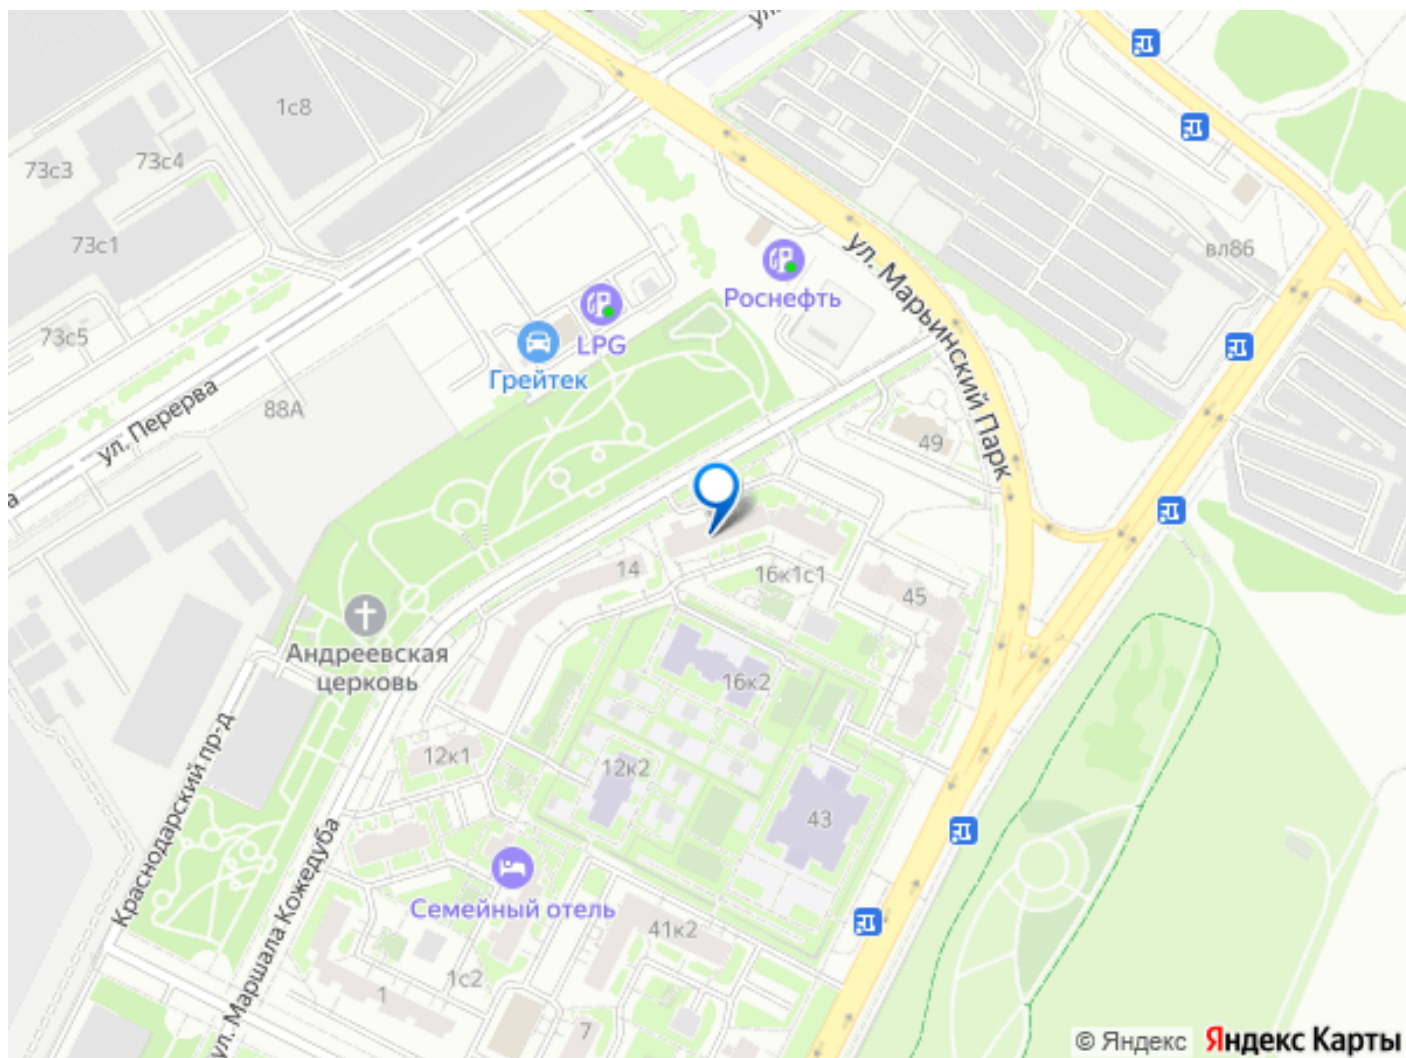 ул.
1с8
73с3
73с4
73с1
73с5
ул. Перерва
88А
а
LPG
Грейтек
Роснефть
ул. Марьинский Парк
вл86
49
14
16к1с1
45
Андреевская
церковь
16к2
12к1
12к2
43
Краснодарский пр-д
ул. Маршала Кожедуба
Семейный отель
41к2
1с2
1
7
© Яндекс
Яндекс Карты